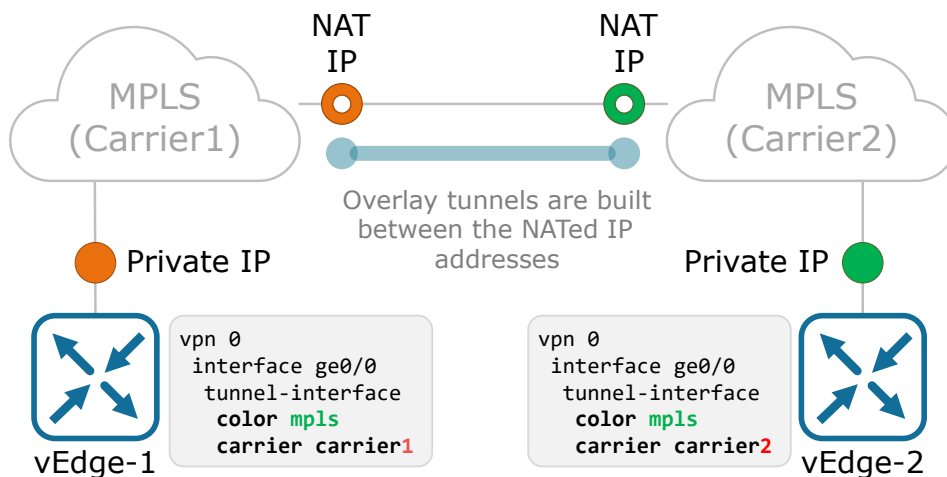 NAT
IP
NAT
IP
MPLS
(Carrier1)
MPLS
(Carrier2)
Overlay tunnels are built
between the NATed IP
addresses
Private IP
Private IP
vpn 0
interface ge0/0
tunnel-interface
color mpls
carrier carrier1
vpn 0
interface ge0/0
tunnel-interface
color mpls
carrier carrier2
vEdge-1
vEdge-2